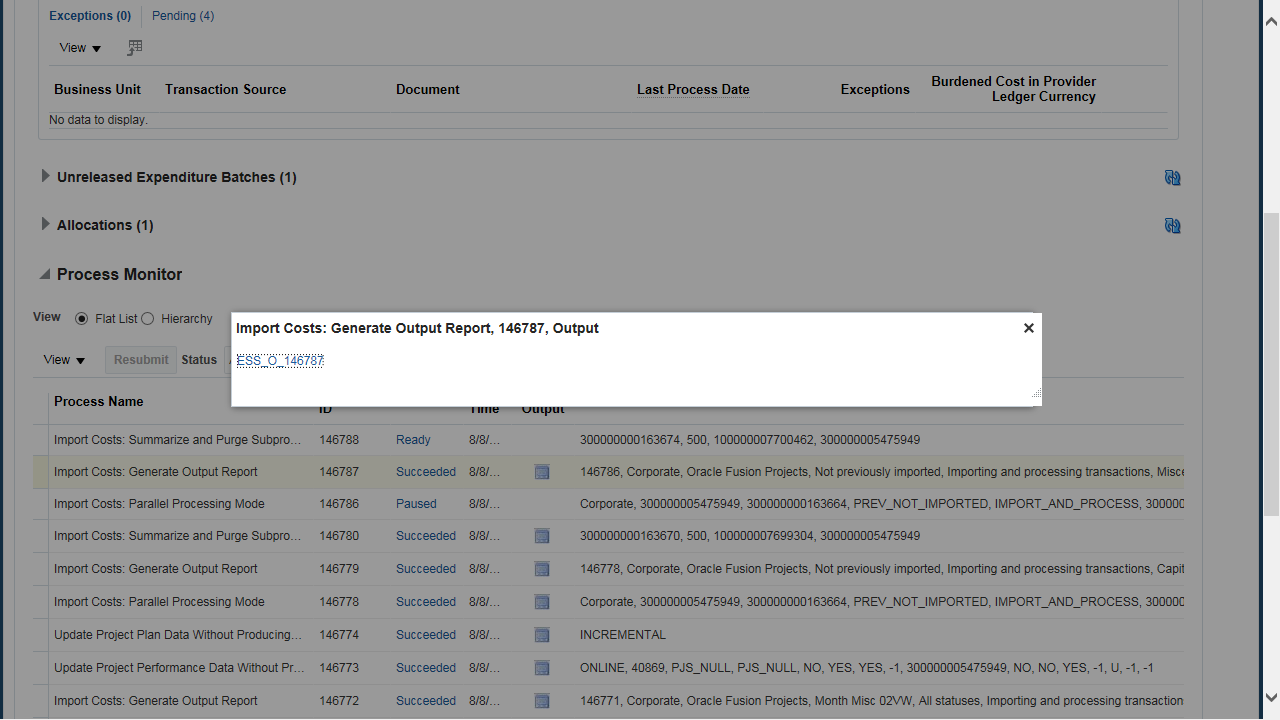 Exceptions (0) Pending (4)
View
Business Unit Transaction Source Document Last Process Date Exceptions Burdened Cost in Provider Ledger Currency
No data to display.
Unreleased Expenditure Batches (1)
Allocations (1)
Process Monitor
View Flat List Hierarchy
Import Costs: Generate Output Report, 146787, Output
ESS_O_146787
View Resubmit Status
Process Name ID Time Output
Import Costs: Summarize and Purge Subpro... 146788 Ready 8/8/... 300000000163674, 500, 100000007700462, 300000005475949
Import Costs: Generate Output Report 146787 Succeeded 8/8/... 146786, Corporate, Oracle Fusion Projects, Not previously imported, Importing and processing transactions, Misce
Import Costs: Parallel Processing Mode 146786 Paused 8/8/... Corporate, 300000005475949, 300000000163664, PREV_NOT_IMPORTED, IMPORT_AND_PROCESS, 300000
Import Costs: Summarize and Purge Subpro... 146780 Succeeded 8/8/... 300000000163670, 500, 100000007699304, 300000005475949
Import Costs: Generate Output Report 146779 Succeeded 8/8/... 146778, Corporate, Oracle Fusion Projects, Not previously imported, Importing and processing transactions, Capit
Import Costs: Parallel Processing Mode 146778 Succeeded 8/8/... Corporate, 300000005475949, 300000000163664, PREV_NOT_IMPORTED, IMPORT_AND_PROCESS, 300000
Update Project Plan Data Without Producing... 146774 Succeeded 8/8/... INCREMENTAL
Update Project Performance Data Without Pr... 146773 Succeeded 8/8/... ONLINE, 40869, PJS_NULL, PJS_NULL, NO, YES, YES, -1, 300000005475949, NO, NO, YES, -1, U, -1, -1
Import Costs: Generate Output Report 146772 Succeeded 8/8/... 146771, Corporate, Oracle Fusion Projects, Month Misc 02VW, All statuses, Importing and processing transaction